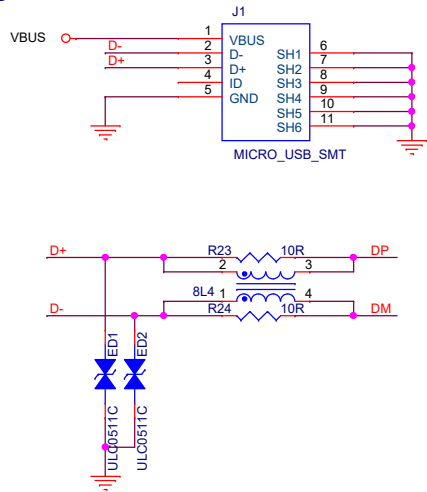 J1
VBUS 1 VBUS
D- 2 D- SH1 6
D+ 3 D+ SH2 7
4 ID SH3 8
5 GND SH4 9
SH5 10
SH6 11
MICRO_USB_SMT
D+ R23 10R DP
2 3
8L4 1 4
D- R24 10R DM
ED1 ED2
ULC0511C ULC0511C